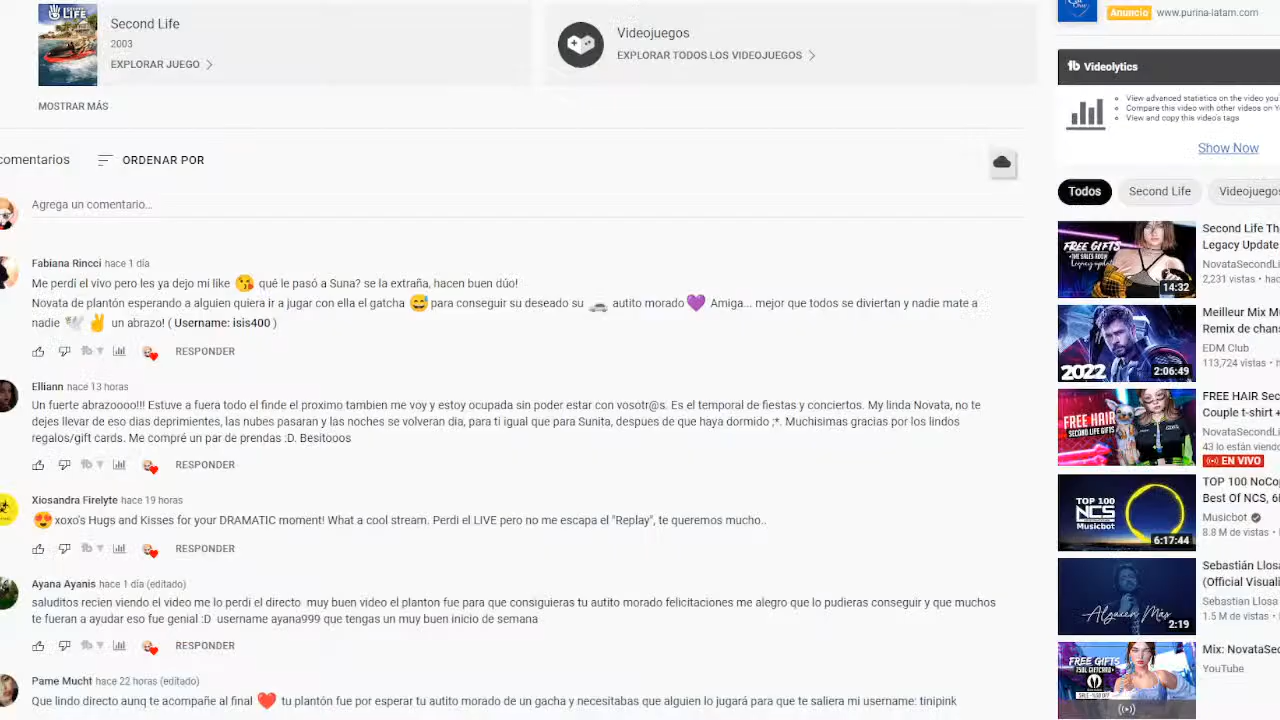 SECOND LIFE
Second Life
2003
EXPLORAR JUEGO
Videojuegos
EXPLORAR TODOS LOS VIDEOJUEGOS
MOSTRAR MÁS
comentarios
ORDENAR POR
Agrega un comentario...
Fabiana Rincci hace 1 día
Me perdí el vivo pero les ya dejo mi like 😘 qué le pasó a Suna? se la extraña, hacen buen dúo!
Novata de plantón esperando a alguien quiera ir a jugar con ella el gatcha 😅 para conseguir su deseado su 🚗 autito morado 💜 Amiga... mejor que todos se diviertan y nadie mate a
nadie 🕊️ ✌️ un abrazo! ( Username: isis400 )
RESPONDER
Elliann hace 13 horas
Un fuerte abrazoooo!!! Estuve a fuera todo el finde el proximo tambien me voy y estoy ocupada sin poder estar con vosotr@s. Es el temporal de fiestas y conciertos. My linda Novata, no te
dejes llevar de eso dias deprimientes, las nubes pasaran y las noches se volveran dia, para ti igual que para Sunita, despues de que haya dormido ;*. Muchisimas gracias por los lindos
regalos/gift cards. Me compré un par de prendas :D. Besitooos
RESPONDER
Xiosandra Firelyte hace 19 horas
😍xoxo's Hugs and Kisses for your DRAMATIC moment! What a cool stream. Perdi el LIVE pero no me escapa el "Replay", te queremos mucho..
RESPONDER
Ayana Ayanis hace 1 día (editado)
saluditos recien viendo el video me lo perdi el directo muy buen video el planton fue para que consiguieras tu autito morado felicitaciones me alegro que lo pudieras conseguir y que muchos
te fueran a ayudar eso fue genial :D username ayana999 que tengas un muy buen inicio de semana
RESPONDER
Pame Mucht hace 22 horas (editado)
Que lindo directo aunq te acompañe al final ❤️ tu plantón fue por esperar tu autito morado de un gacha y necesitabas que alguien lo jugará para que te saliera mi username: tinipink
Anuncio www.purina-latam.com
Videolytics
View advanced statistics on the video you
Compare this video with other videos on Y
View and copy this video's tags
Show Now
Todos
Second Life
Videojuegos
FREE GIFTS
+THE SALES ROOM
Legacy update
14:32
Second Life Th
Legacy Update
NovataSecondLi
2,231 vistas • hac
2022
2:06:49
Meilleur Mix Mu
Remix de chans
EDM Club
113,724 vistas • h
FREE HAIR
SECOND LIFE GIFTS
FREE HAIR Sec
Couple t-shirt +
NovataSecondLi
43 lo están viendo
EN VIVO
TOP 100
NCS
Musicbot
6:17:44
TOP 100 NoCop
Best Of NCS, 6H
Musicbot
8.8 M de vistas •
Alguien Más
2:19
Sebastián Llosa
(Official Visuali
Sebastian Llosa
1.5 M de vistas •
FREE GIFTS
Mix: NovataSec
YouTube